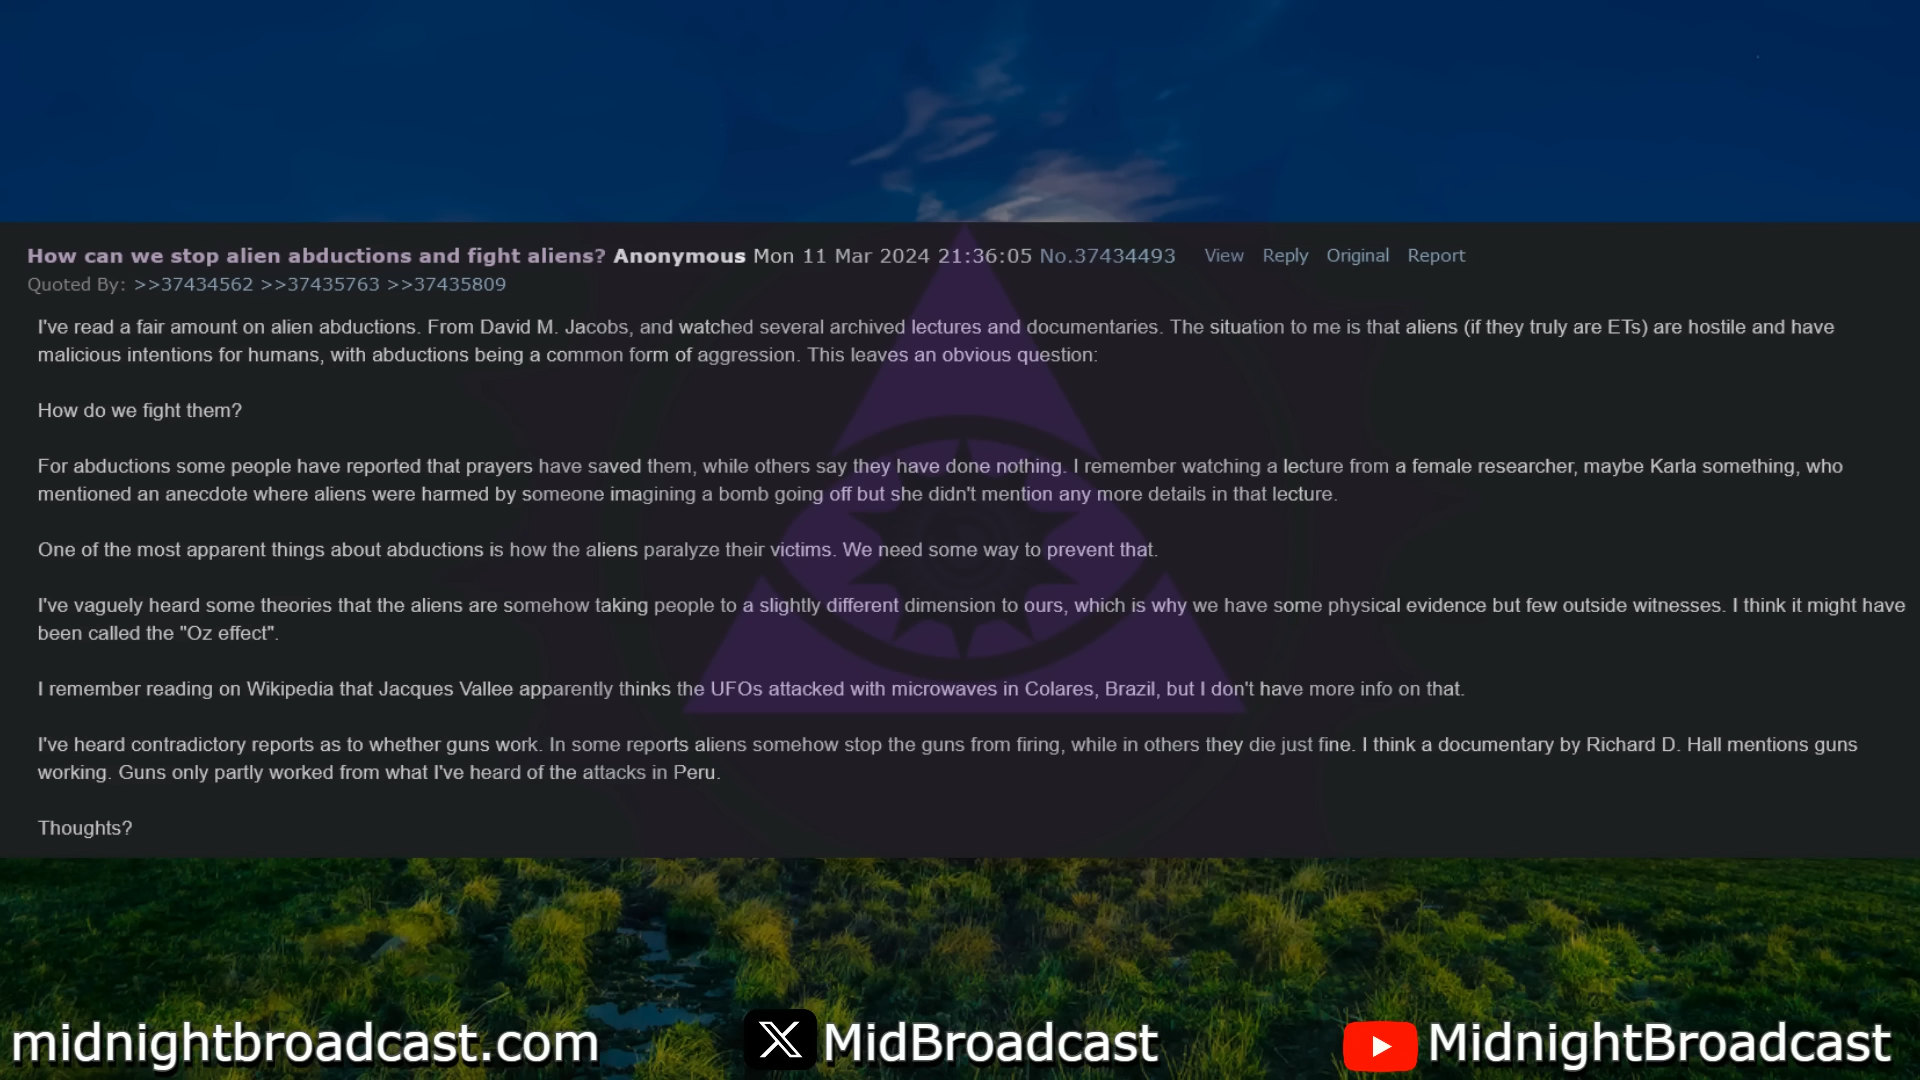 How can we stop alien abductions and fight aliens? Anonymous Mon 11 Mar 2024 21:36:05 No.37434493 View Reply Original Report
Quoted By: >>37434562 >>37435763 >>37435809
I've read a fair amount on alien abductions. From David M. Jacobs, and watched several archived lectures and documentaries. The situation to me is that aliens (if they truly are ETs) are hostile and have
malicious intentions for humans, with abductions being a common form of aggression. This leaves an obvious question:
How do we fight them?
For abductions some people have reported that prayers have saved them, while others say they have done nothing. I remember watching a lecture from a female researcher, maybe Karla something, who
mentioned an anecdote where aliens were harmed by someone imagining a bomb going off but she didn't mention any more details in that lecture.
One of the most apparent things about abductions is how the aliens paralyze their victims. We need some way to prevent that.
I've vaguely heard some theories that the aliens are somehow taking people to a slightly different dimension to ours, which is why we have some physical evidence but few outside witnesses. I think it might have
been called the "Oz effect".
I remember reading on Wikipedia that Jacques Vallee apparently thinks the UFOs attacked with microwaves in Colares, Brazil, but I don't have more info on that.
I've heard contradictory reports as to whether guns work. In some reports aliens somehow stop the guns from firing, while in others they die just fine. I think a documentary by Richard D. Hall mentions guns
working. Guns only partly worked from what I've heard of the attacks in Peru.
Thoughts?
midnightbroadcast.com MidBroadcast MidnightBroadcast